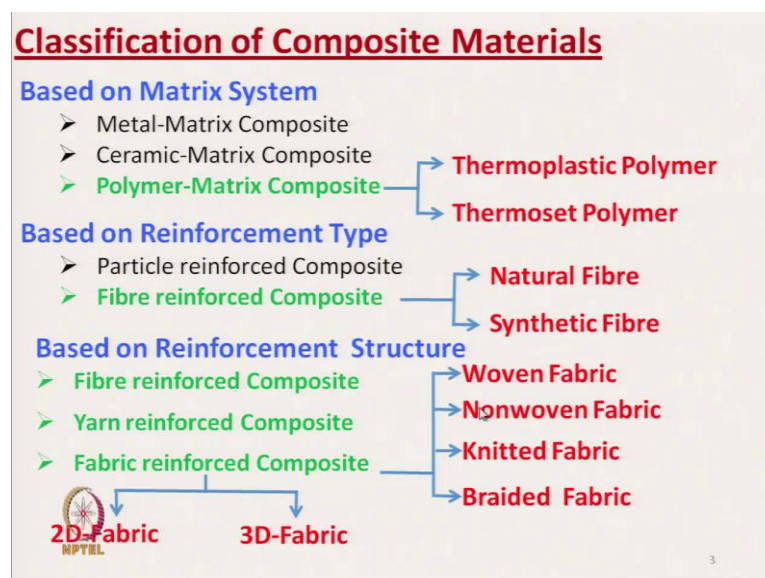 Classification of Composite Materials
Based on Matrix System
Metal-Matrix Composite
Ceramic-Matrix Composite
Polymer-Matrix Composite
Thermoplastic Polymer
Thermoset Polymer
Based on Reinforcement Type
Particle reinforced Composite
Fibre reinforced Composite
Natural Fibre
Synthetic Fibre
Based on Reinforcement Structure
Fibre reinforced Composite
Yarn reinforced Composite
Fabric reinforced Composite
Woven Fabric
Nonwoven Fabric
Knitted Fabric
Braided Fabric
2D-Fabric
3D-Fabric
NPTEL
3